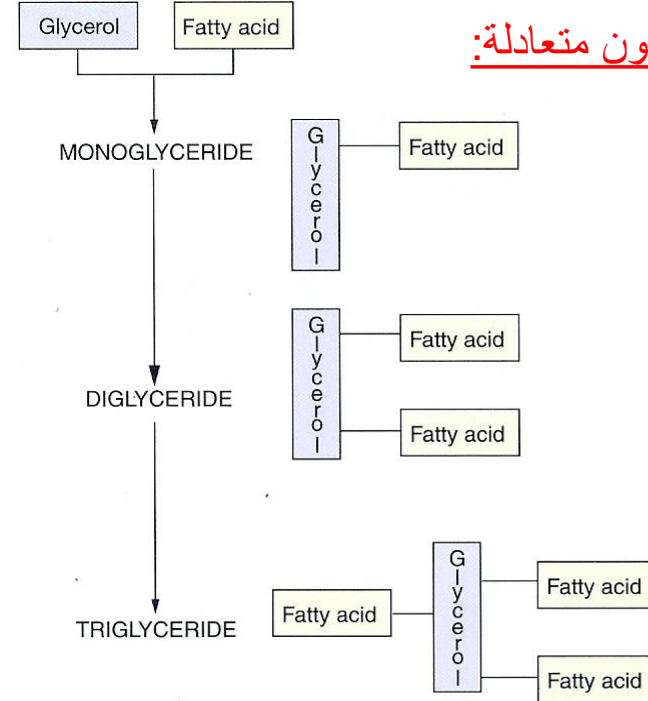 Glycerol
Fatty acid
ون متعادلة:
MONOGLYCERIDE
Glycerol
Fatty acid
DIGLYCERIDE
Glycerol
Fatty acid
Fatty acid
TRIGLYCERIDE
Fatty acid
Glycerol
Fatty acid
Fatty acid